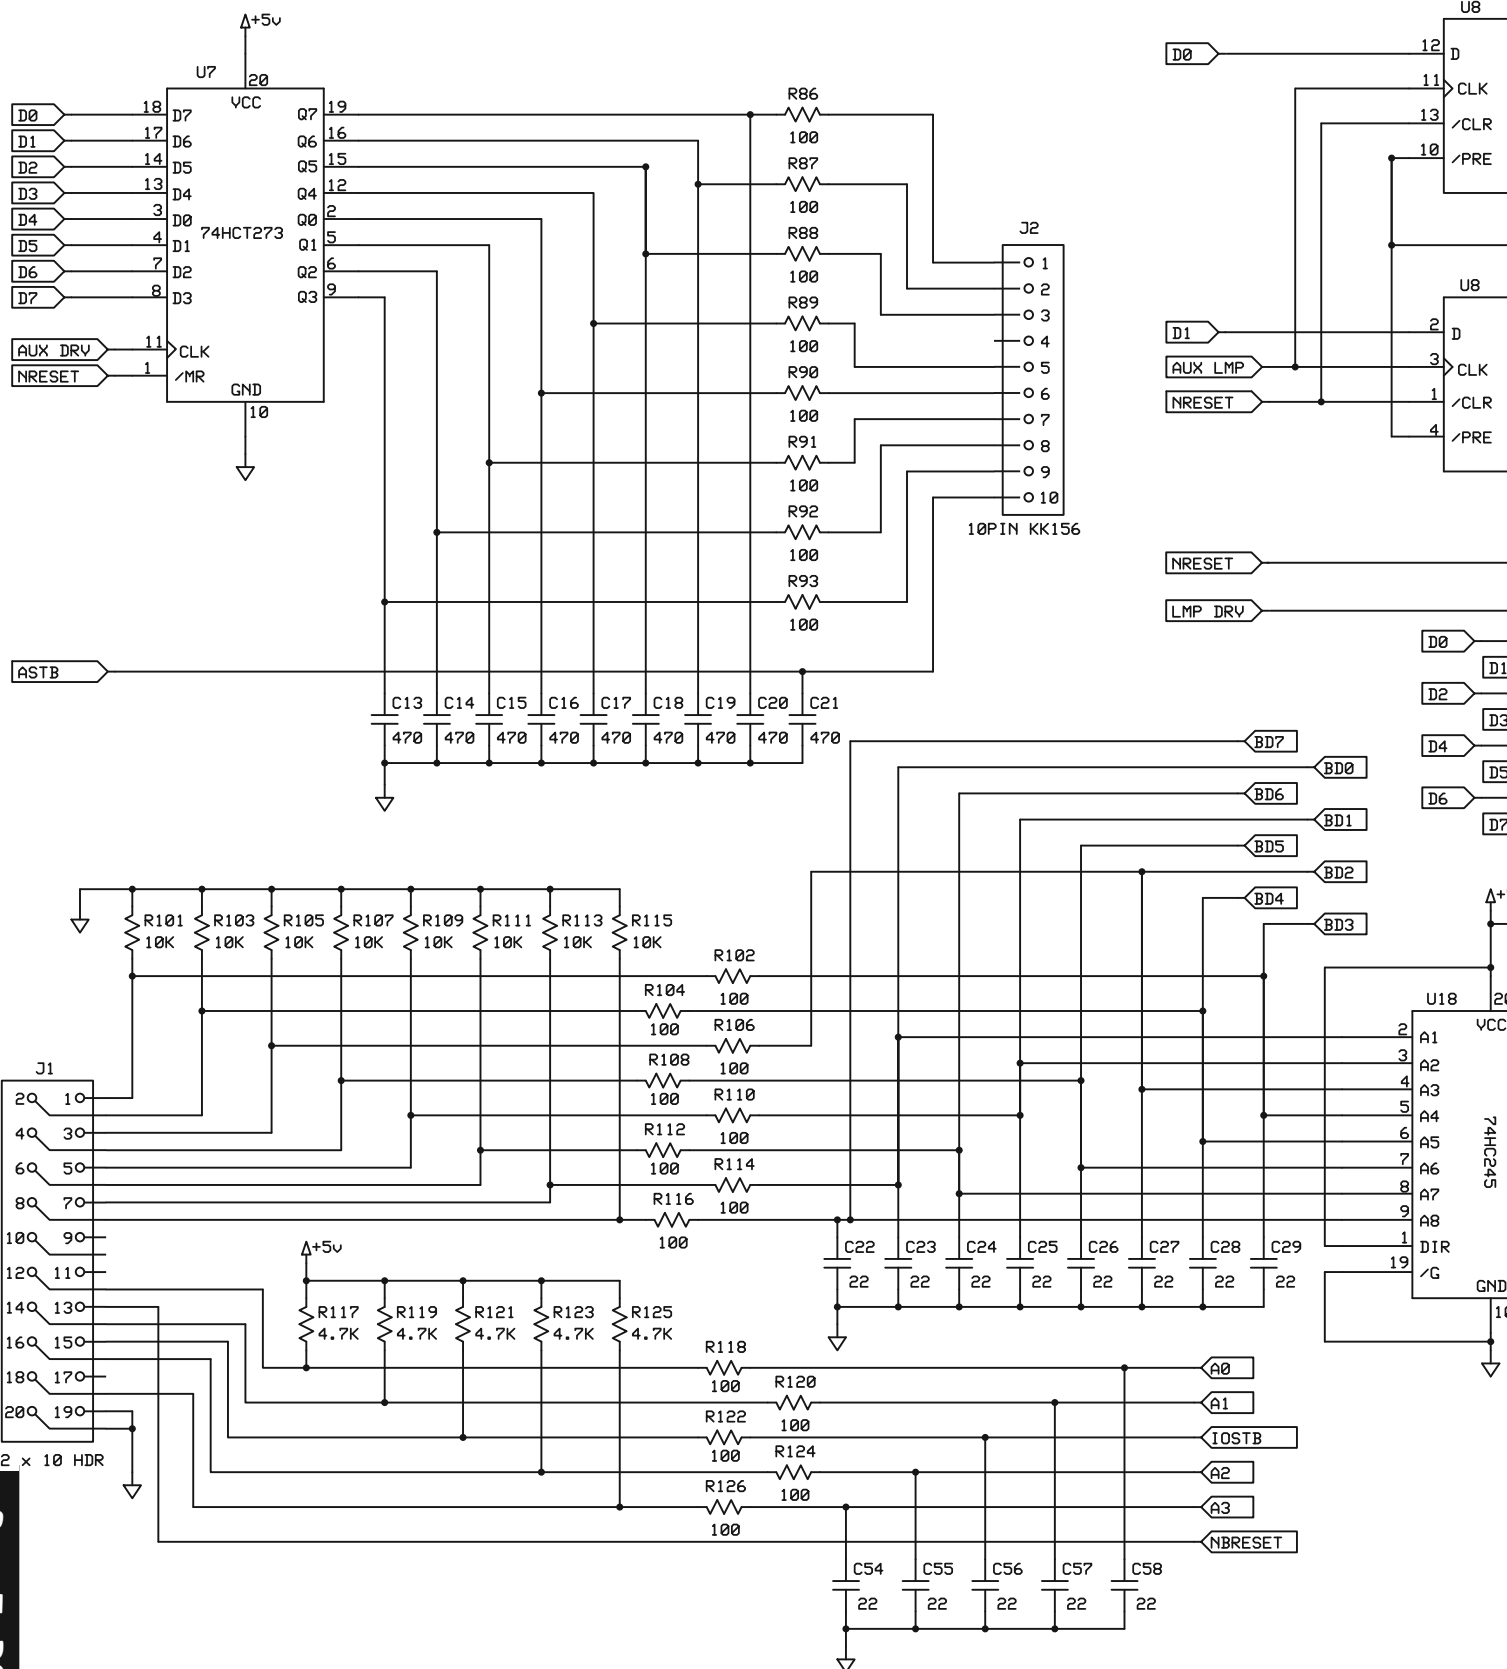 +5v
U7
20
VCC
D0 18 D7 Q7 19
D1 17 D6 Q6 16
D2 14 D5 Q5 15
D3 13 D4 Q4 12
D4 3 D0 Q0 2
D5 4 D1 Q1 5
D6 7 D2 Q2 6
D7 8 D3 Q3 9
74HCT273
AUX DRV 11 CLK
NRESET 1 /MR
GND
10
R86
100
R87
100
R88
100
R89
100
R90
100
R91
100
R92
100
R93
100
J2
1
2
3
4
5
6
7
8
9
10
10PIN KK156
U8
D0 12 D
11 CLK
13 /CLR
10 /PRE
U8
D1 2 D
AUX LMP 3 CLK
NRESET 1 /CLR
4 /PRE
NRESET
LMP DRV
D0
D1
D2
D3
D4
D5
D6
D7
ASTB
C13 C14 C15 C16 C17 C18 C19 C20 C21
470 470 470 470 470 470 470 470 470
BD7
BD0
BD6
BD1
BD5
BD2
BD4
BD3
R101 R103 R105 R107 R109 R111 R113 R115
10K 10K 10K 10K 10K 10K 10K 10K
R102
100
R104
100
R106
100
R108
100
R110
100
R112
100
R114
100
R116
100
U18
VCC
2 A1
3 A2
4 A3
5 A4
6 A5
7 A6
8 A7
9 A8
1 DIR
19 /G
74HC245
GND
J1
2 1
4 3
6 5
8 7
10 9
12 11
14 13
16 15
18 17
20 19
2 x 10 HDR
C22 C23 C24 C25 C26 C27 C28 C29
22 22 22 22 22 22 22 22
+5v
R117 R119 R121 R123 R125
4.7K 4.7K 4.7K 4.7K 4.7K
R118
100
R120
100
R122
100
R124
100
R126
100
A0
A1
IOSTB
A2
A3
NBRESET
C54 C55 C56 C57 C58
22 22 22 22 22